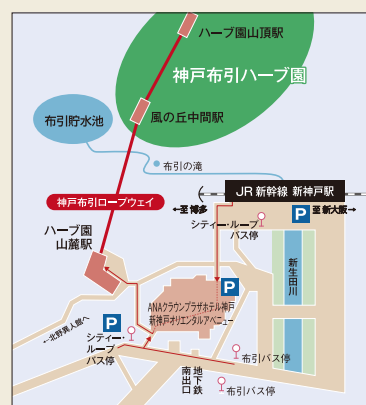 ハーブ園山頂駅
神戸布引ハーブ園
風の丘中間駅
布引貯水池
布引の滝
JR 新幹線 新神戸駅
神戸布引ロープウェイ
←至 博多
至 新大阪→
シティー・ループ
バス停
P
ハーブ園
山麓駅
新生田川
P
ANAクラウンプラザホテル神戸
新神戸オリエンタルアベニュー
←北野異人館へ
P
シティー・
ループ
バス停
布引バス停
地下鉄
南出口
布引バス停